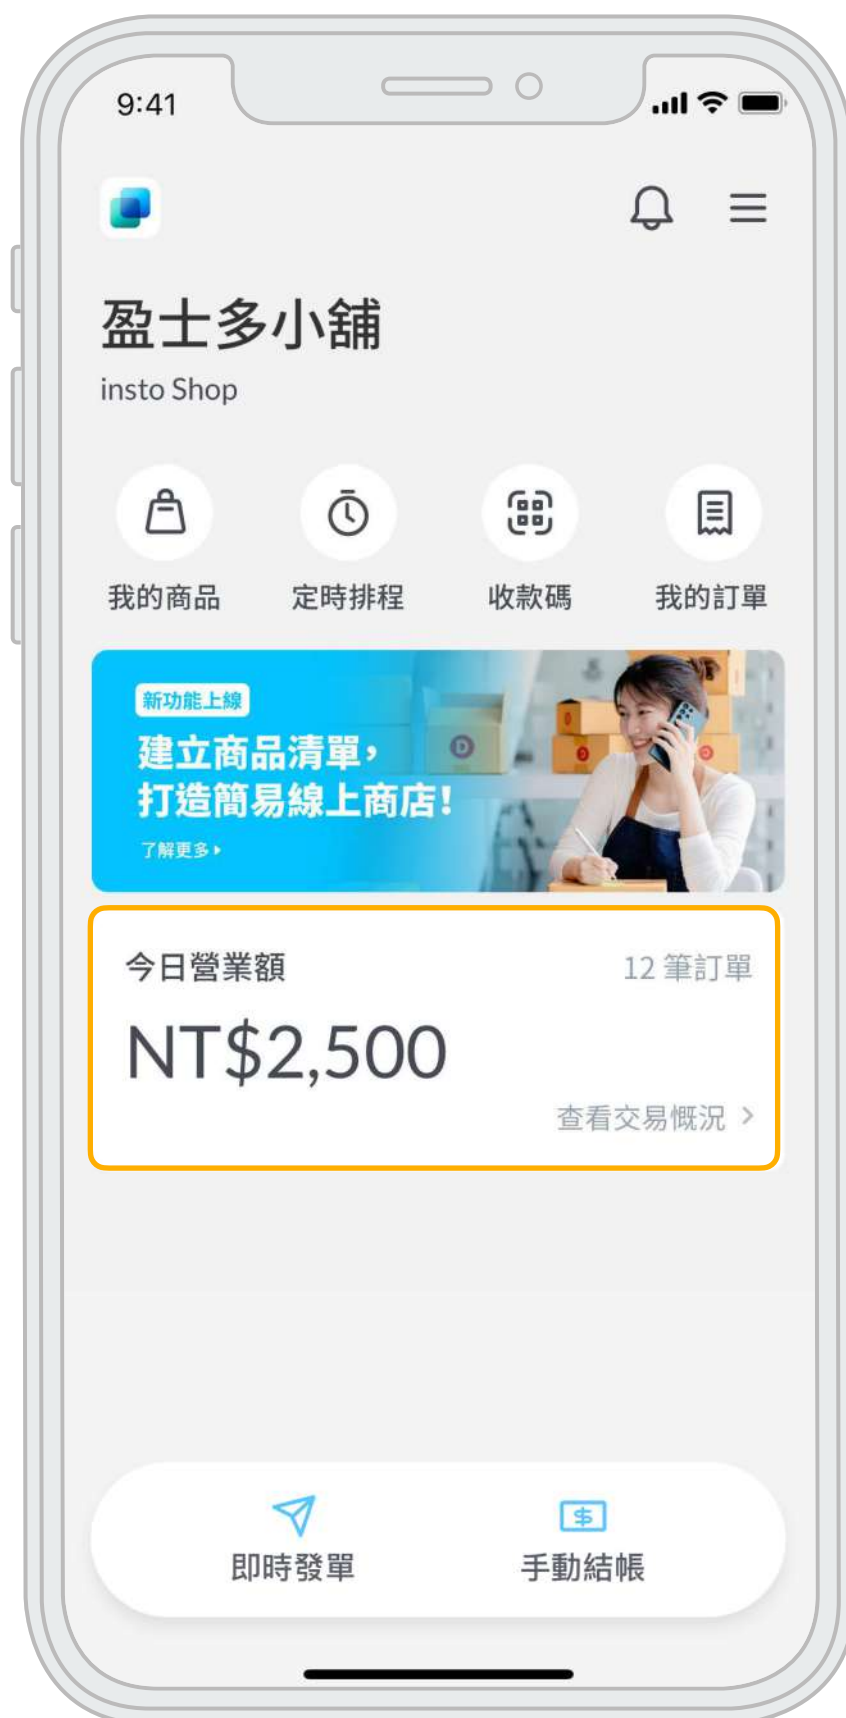 9:41
盈士多小舖
insto Shop
我的商品
定時排程
收款碼
我的訂單
新功能上線
建立商品清單，
打造簡易線上商店！
了解更多
D
今日營業額
12 筆訂單
NT$2,500
查看交易慨況
即時發單
手動結帳